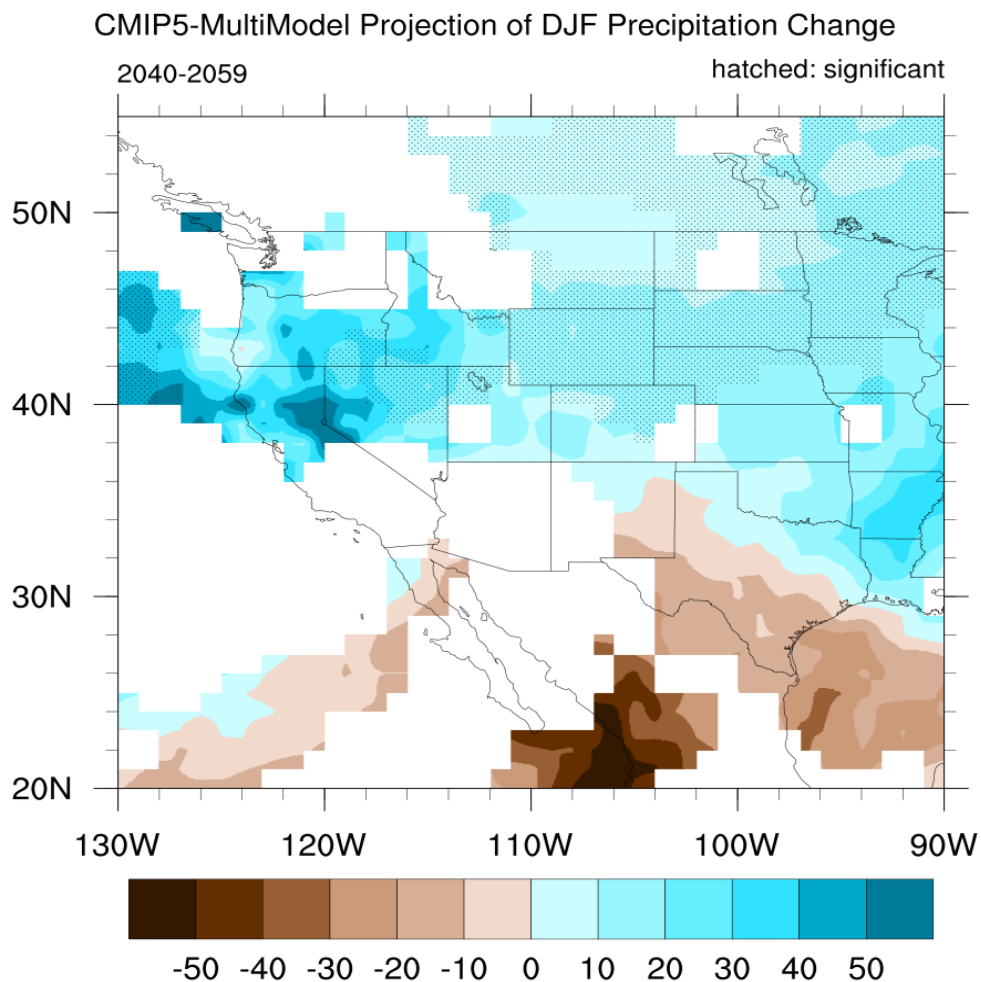 CMIP5-MultiModel Projection of DJF Precipitation Change
2040-2059
hatched: significant
50N
40N
30N
20N
130W 120W 110W 100W 90W
-50 -40 -30 -20 -10 0 10 20 30 40 50